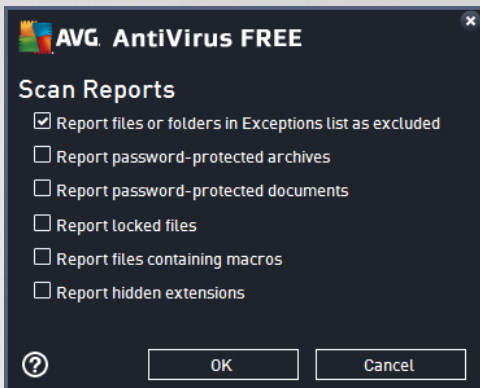 AVG. AntiVirus FREE
Scan Reports
Report files or folders in Exceptions list as excluded
Report password-protected archives
Report password-protected documents
Report locked files
Report files containing macros
Report hidden extensions
? OK Cancel